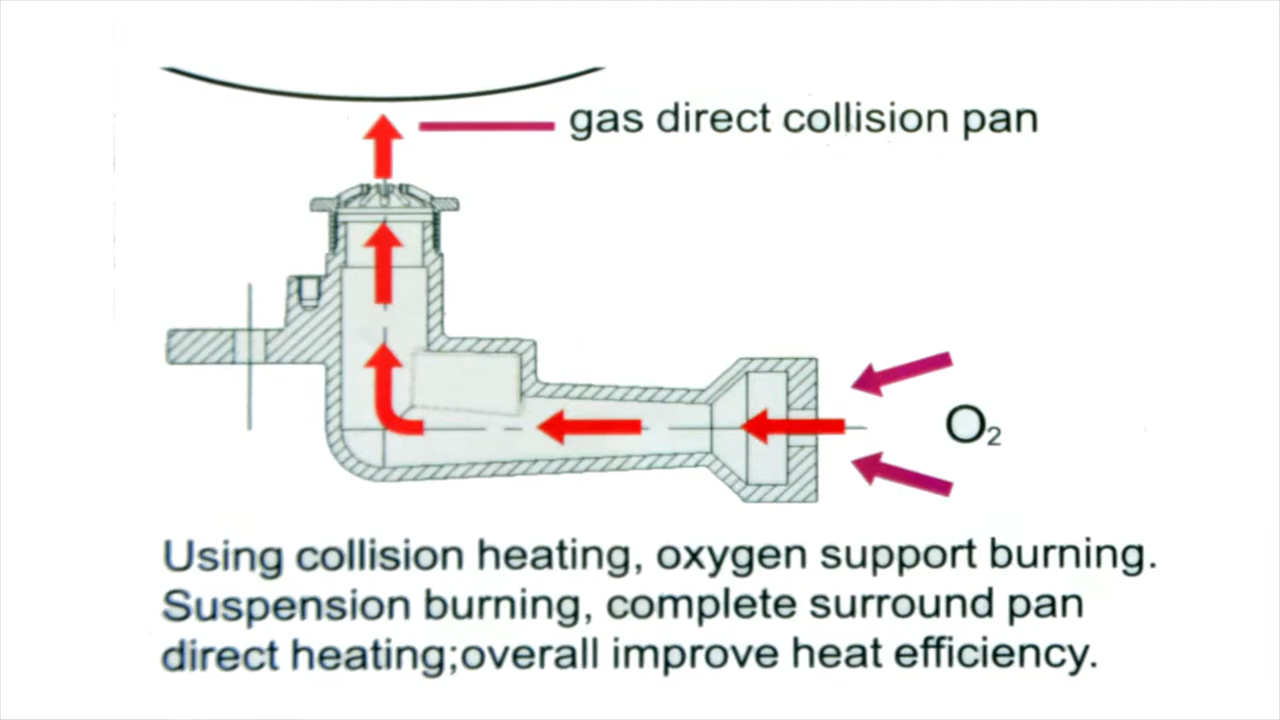 gas direct collision pan
O₂
Using collision heating, oxygen support burning.
Suspension burning, complete surround pan
direct heating;overall improve heat efficiency.